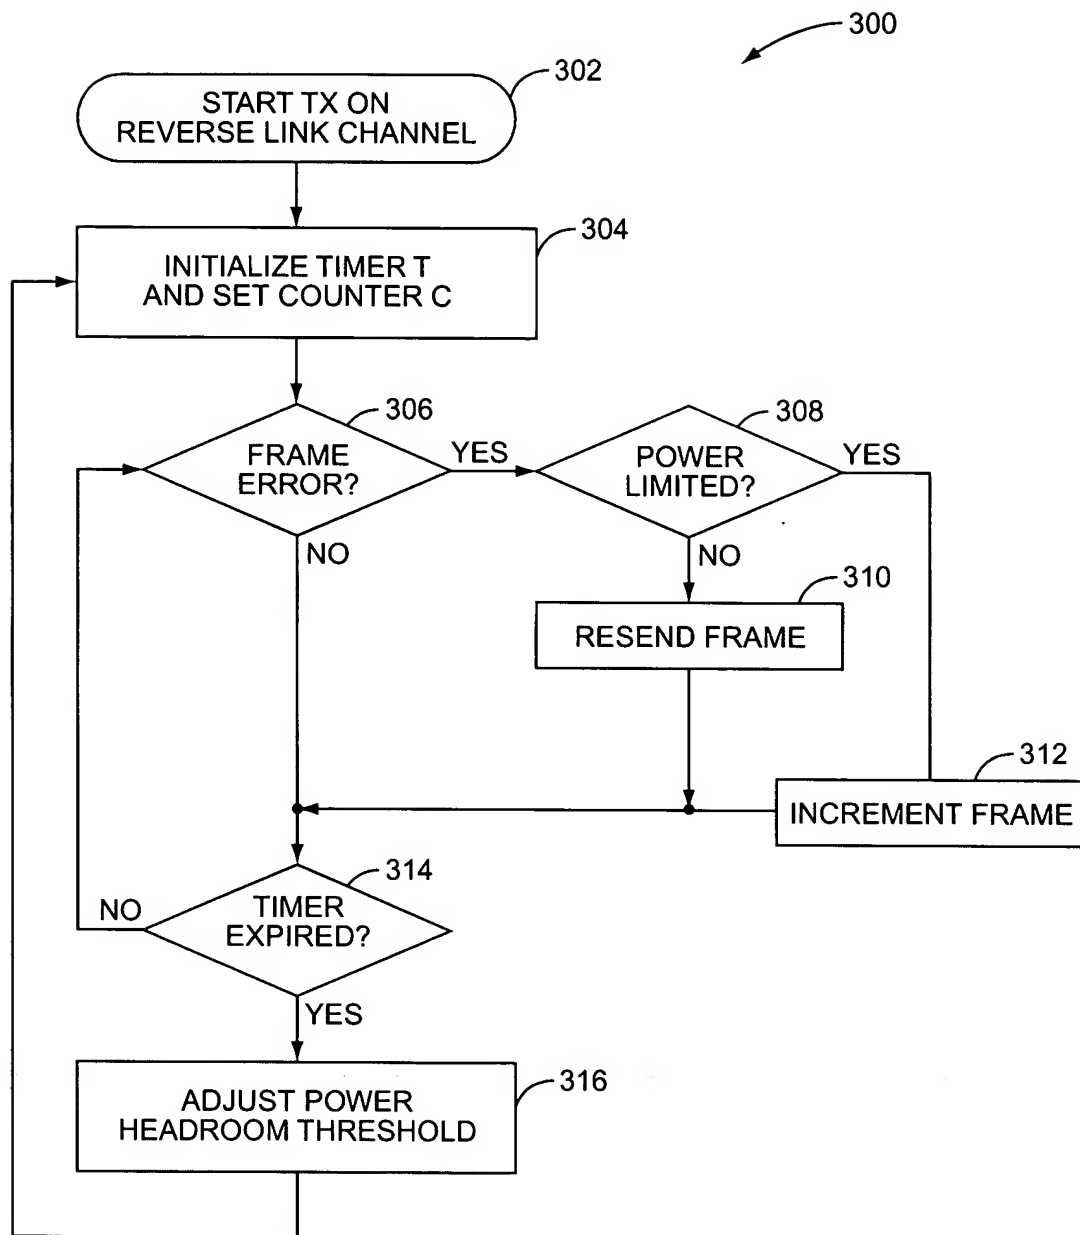 300
302
START TX ON
REVERSE LINK CHANNEL
304
INITIALIZE TIMER T
AND SET COUNTER C
306
FRAME
ERROR?
YES
NO
308
POWER
LIMITED?
YES
NO
310
RESEND FRAME
312
INCREMENT FRAME
314
TIMER
EXPIRED?
NO
YES
316
ADJUST POWER
HEADROOM THRESHOLD